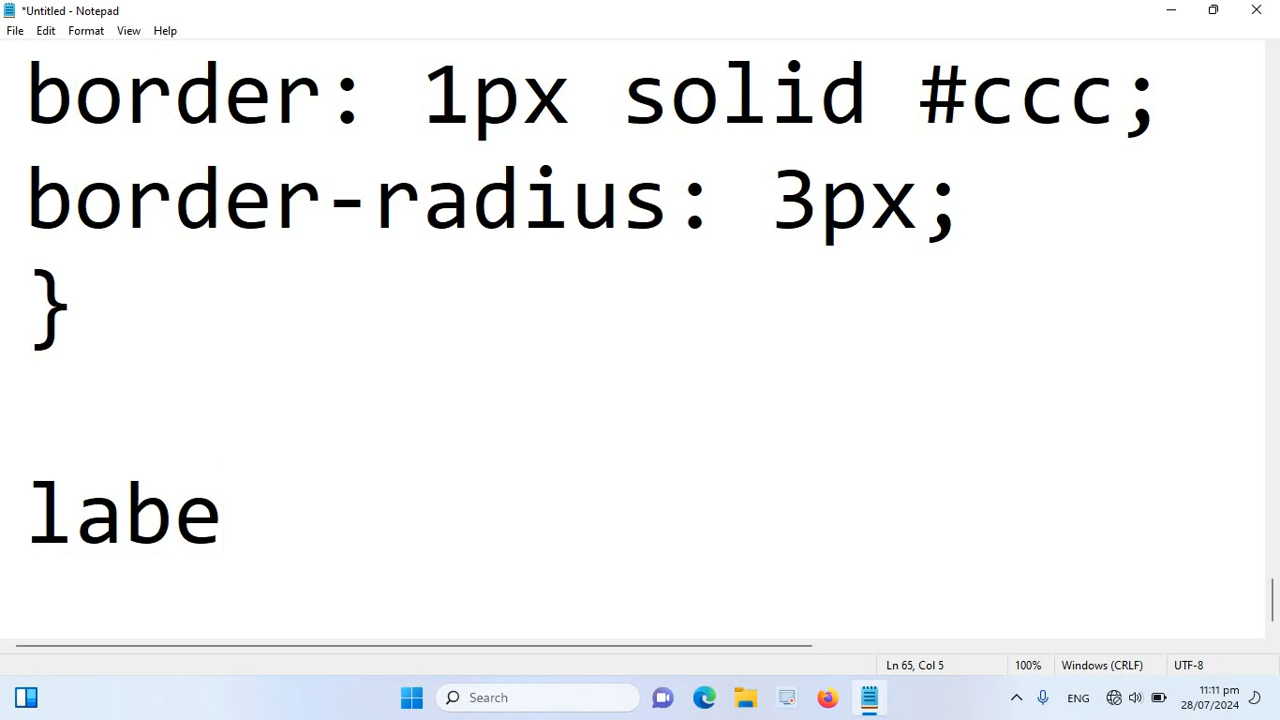 *Untitled - Notepad
File Edit Format View Help
border: 1px solid #ccc;
border-radius: 3px;
}
labe
Ln 65, Col 5 100% Windows (CRLF) UTF-8
Search
ENG
11:11 pm
28/07/2024